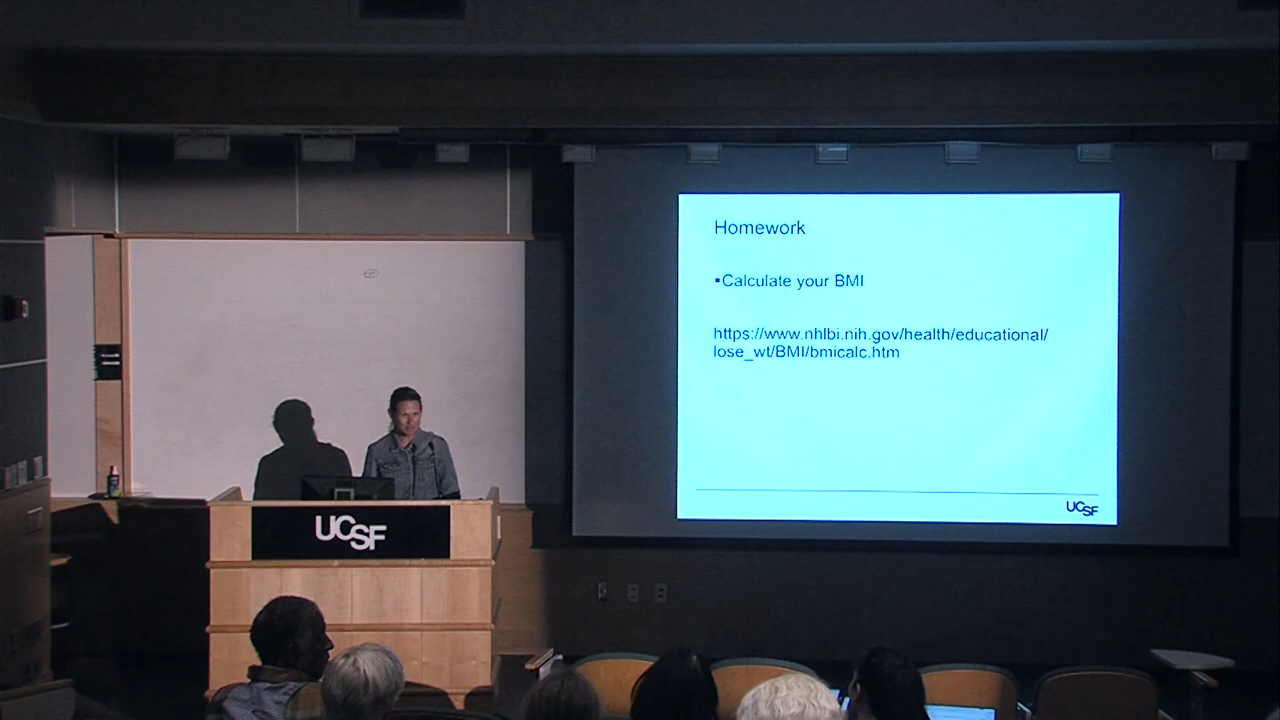 Homework
▪Calculate your BMI
https://www.nhlbi.nih.gov/health/educational/
lose_wt/BMI/bmicalc.htm
UCSF
UCSF